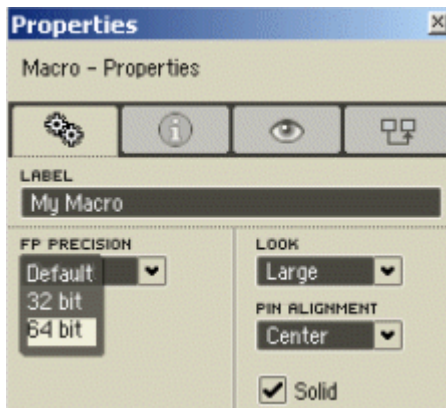 Properties
Macro – Properties
LABEL
My Macro
FP PRECISION
Default
32 bit
64 bit
LOOK
Large
PIN ALIGNMENT
Center
Solid